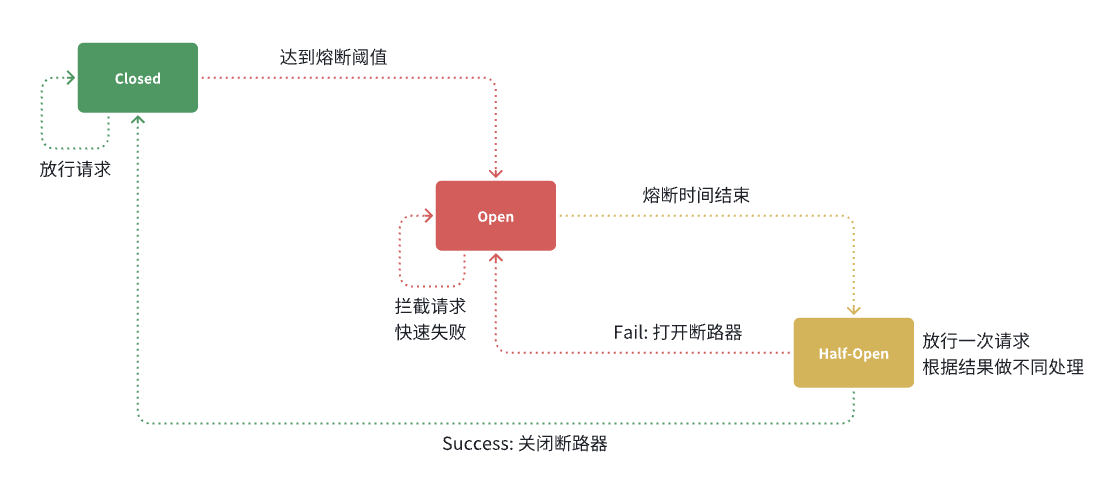 达到熔断阈值
Closed
放行请求
熔断时间结束
Open
拦截请求
快速失败
Fail: 打开断路器
Half-Open
放行一次请求
根据结果做不同处理
Success: 关闭断路器